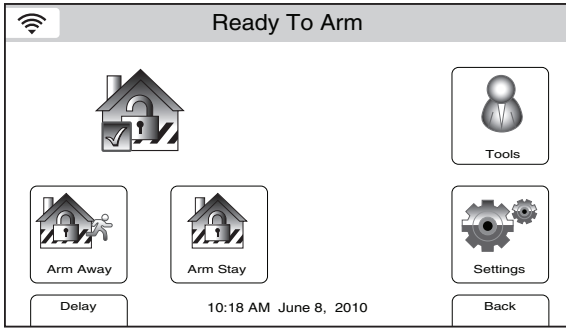 Ready To Arm
Tools
Arm Away
Arm Stay
Settings
Delay
10:18 AM June 8, 2010
Back